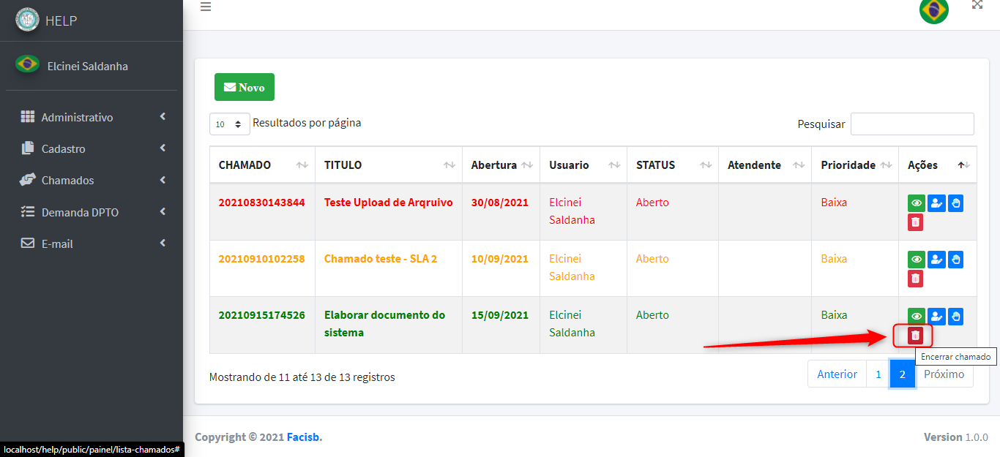 HELP
Elcinei Saldanha
Administrativo
Cadastro
Chamados
Demanda DPTO
E-mail
Novo
10 Resultados por página
Pesquisar
CHAMADO TITULO Abertura Usuario STATUS Atendente Prioridade Ações
20210830143844 Teste Upload de Arqruivo 30/08/2021 Elcinei Aberto Baixa
Saldanha
20210910102258 Chamado teste - SLA 2 10/09/2021 Elcinei Aberto Baixa
Saldanha
20210915174526 Elaborar documento do 15/09/2021 Elcinei Aberto Baixa
sistema Saldanha
Encerrar chamado
Mostrando de 11 até 13 de 13 registros
Anterior 1 2 Próximo
Copyright © 2021 Facisb.
Version 1.0.0
localhost/help/public/painel/lista-chamados#